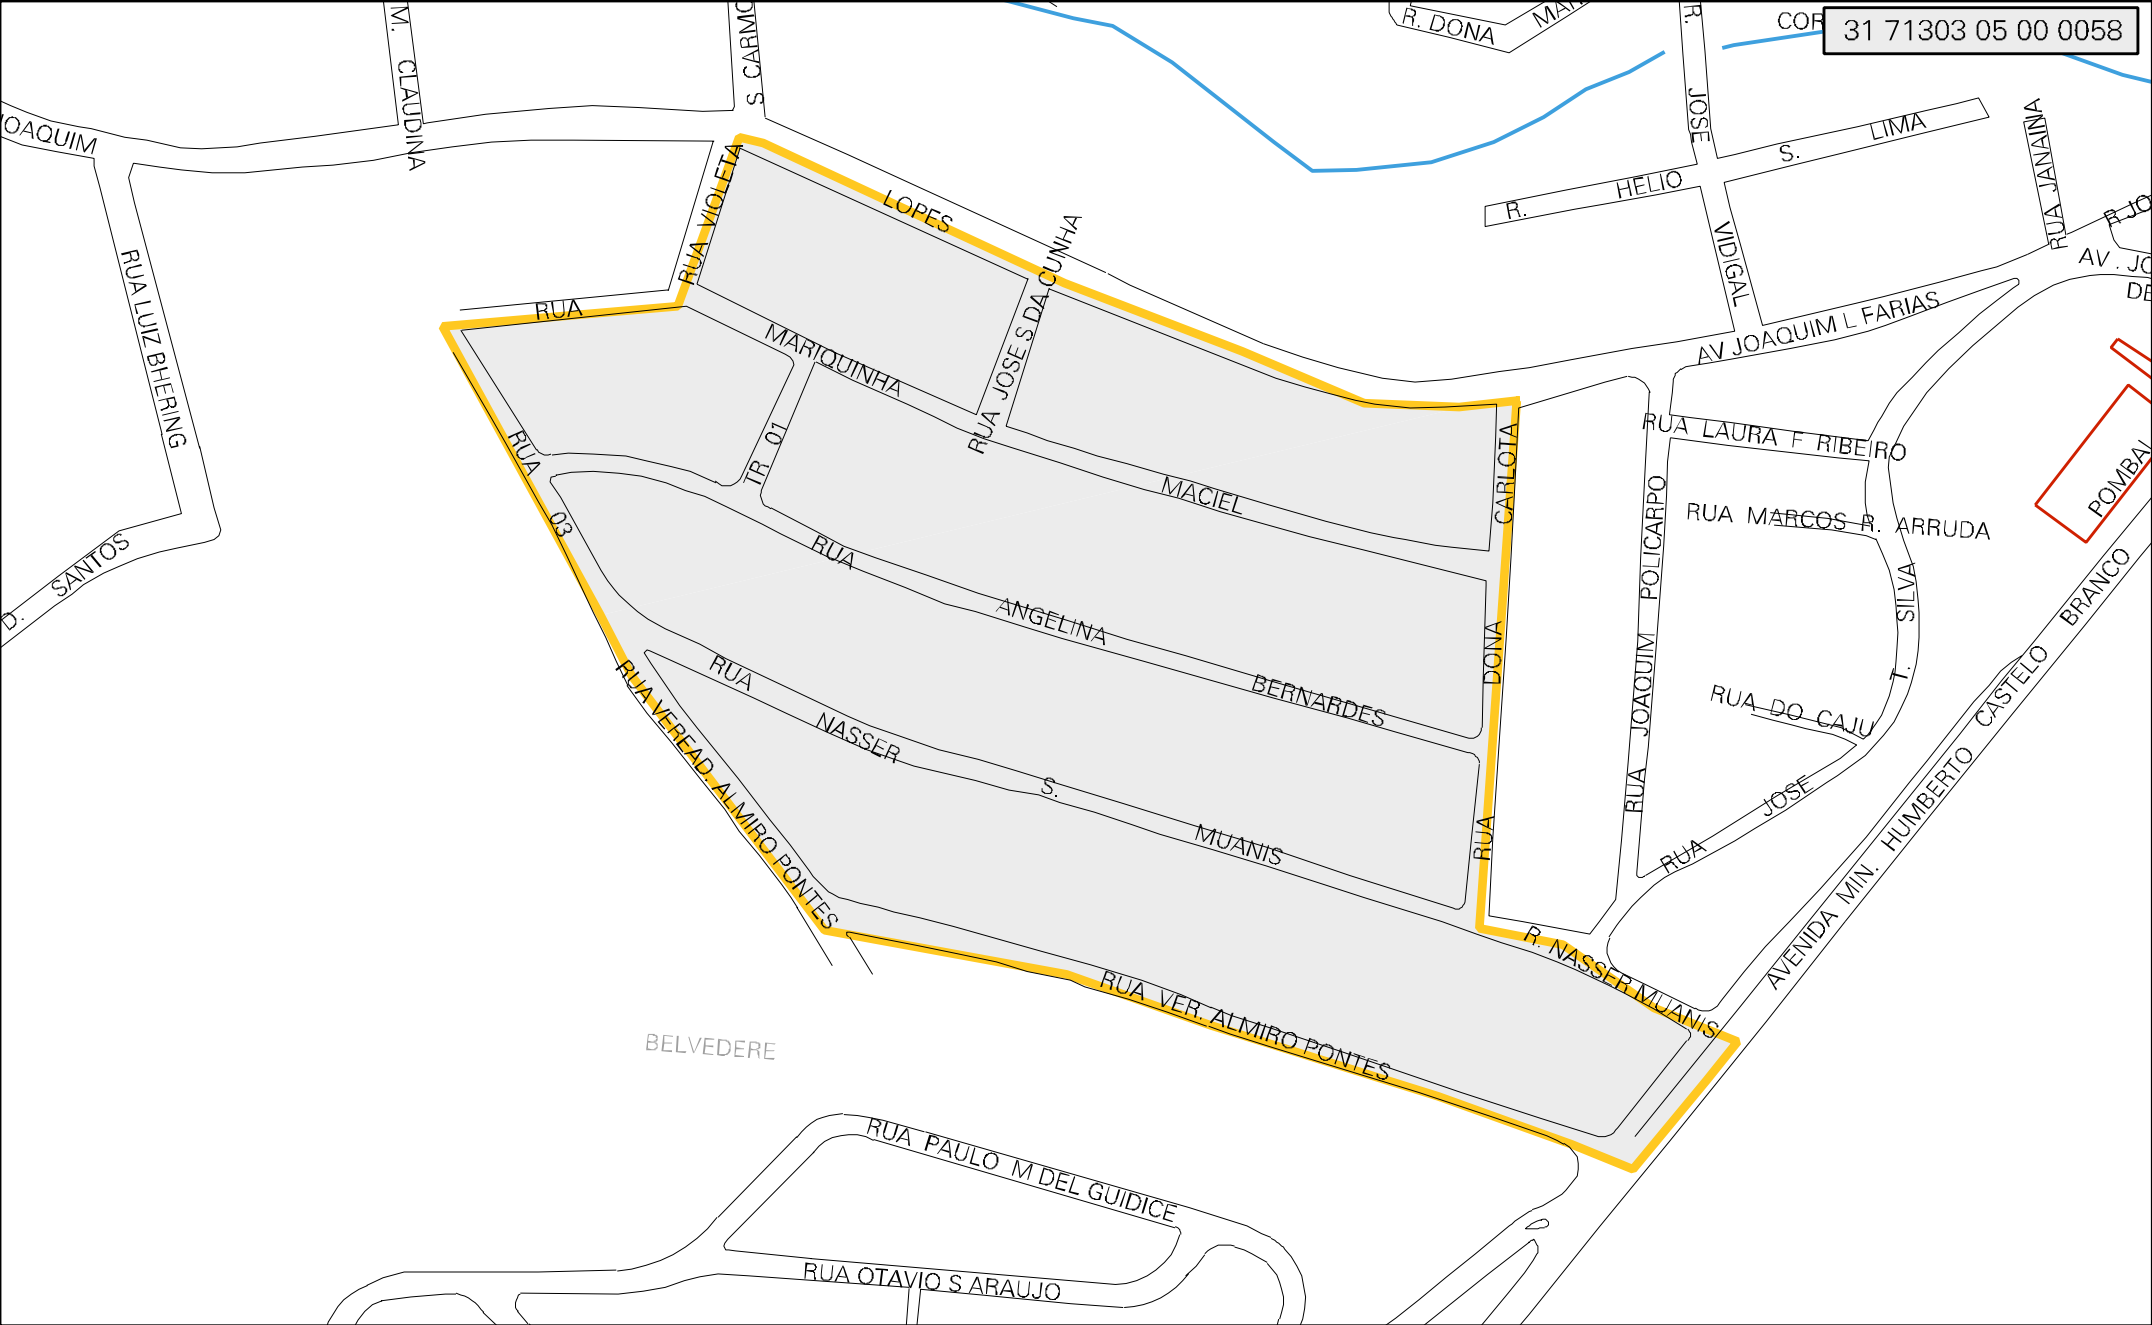 31 71303 05 00 0058
M. CLAUDINA
S. CARMO
R. DONA
R. JOSE VIDIGAL
COR
OAQUIM
LOPES
RUA VIOLETA
R. HELIO S. LIMA
RUA JANAINA
R. JO
AV . JO
DE
RUA LUIZ BHERING
RUA MARIQUINHA MACIEL
RUA JOSE S DA CUNHA
AV JOAQUIM L FARIAS
RUA 03
TR 01
RUA DONA CARLOTA
RUA LAURA F RIBEIRO
RUA MARCOS R. ARRUDA
RUA JOAQUIM POLICARPO
POMBAL
D. SANTOS
RUA ANGELINA BERNARDES
RUA JOSE T. SILVA
RUA DO CAJU
RUA NASSER S. MUANIS
RUA VEREAD. ALMIRO PONTES
AVENIDA MIN. HUMBERTO CASTELO BRANCO
R. NASSER MUANIS
RUA VER. ALMIRO PONTES
BELVEDERE
RUA PAULO M DEL GUIDICE
RUA OTAVIO S ARAUJO